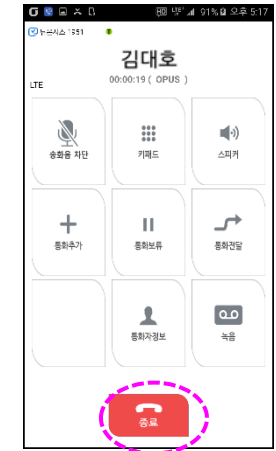 91% 오후 5:17
김대호
LTE
00:00:19 ( OPUS )
송화음 차단
키패드
스피커
통화추가
통화보류
통화전달
통화자정보
녹음
종료